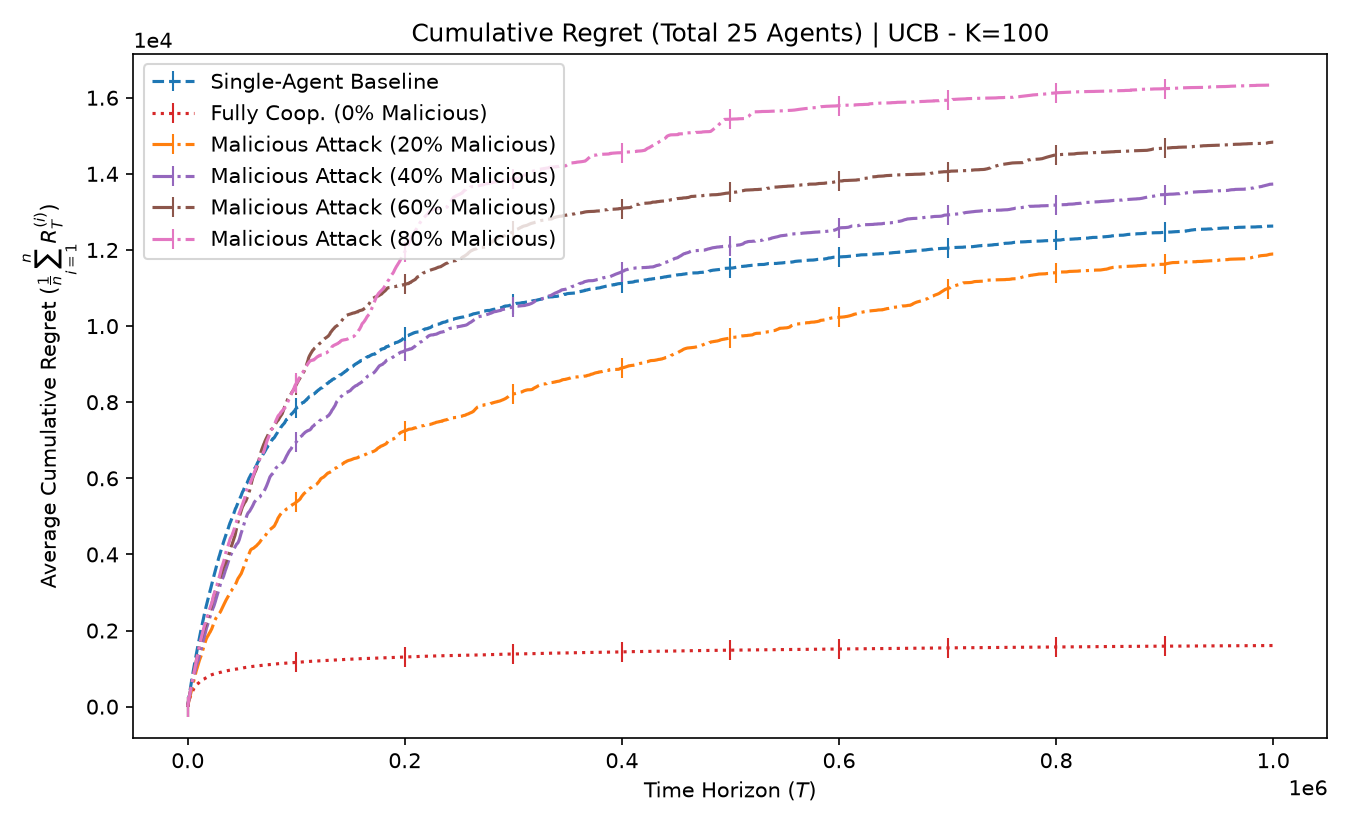 Cumulative Regret (Total 25 Agents) | UCB - K=100
1e4
Single-Agent Baseline
Fully Coop. (0% Malicious)
Malicious Attack (20% Malicious)
Malicious Attack (40% Malicious)
Malicious Attack (60% Malicious)
Malicious Attack (80% Malicious)
1.6
1.4
1.2
1.0
0.8
0.6
0.4
0.2
0.0
Average Cumulative Regret ($\frac{1}{n}\sum_{i=1}^{n} R_T^{(i)}$)
0.0 0.2 0.4 0.6 0.8 1.0
1e6
Time Horizon (T)